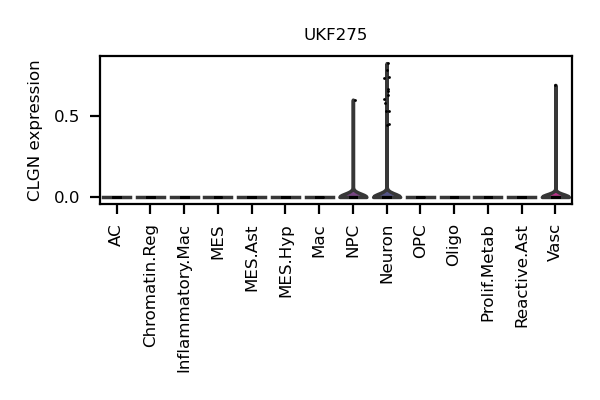 UKF275
CLGN expression
0.5
0.0
AC
Chromatin.Reg
Inflammatory.Mac
MES
MES.Ast
MES.Hyp
Mac
NPC
Neuron
OPC
Oligo
Prolif.Metab
Reactive.Ast
Vasc